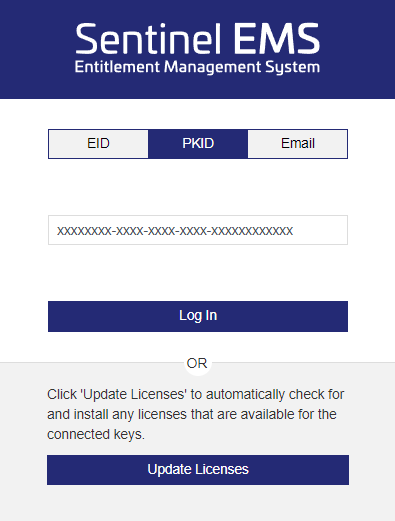 Sentinel EMS
Entitlement Management System
EID PKID Email
xxxxxxxx-xxxx-xxxx-xxxx-xxxxxxxxxxxx
Log In
OR
Click 'Update Licenses' to automatically check for
and install any licenses that are available for the
connected keys.
Update Licenses